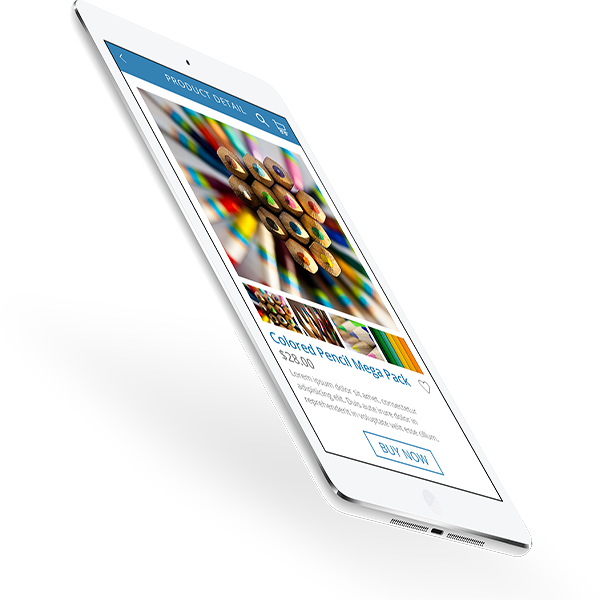 PRODUCT DETAIL
Colored Pencil Mega Pack
$28.00
Lorem ipsum dolor sit amet, consectetur
adipisicing elit. Duis aute irure dolor in
reprehenderit in voluptate velit esse cillum.
BUY NOW